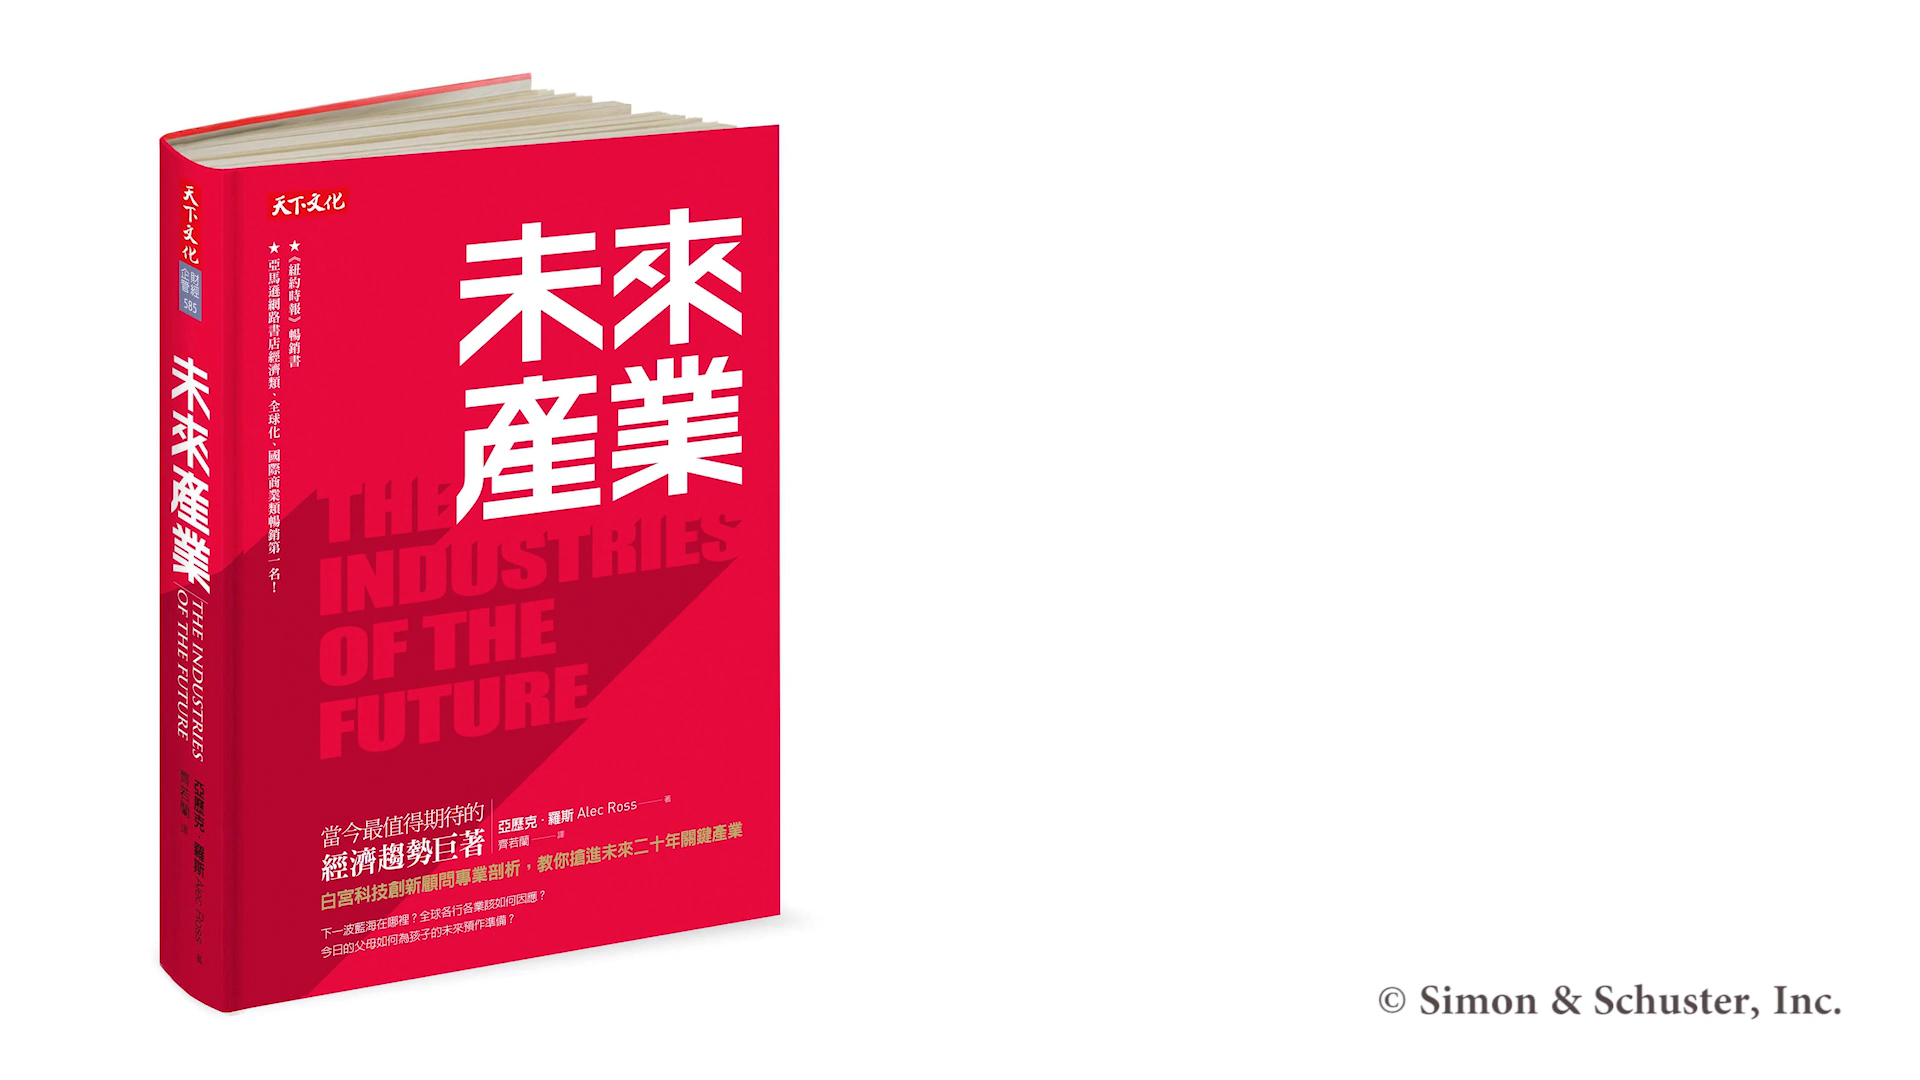 天下文化
財經
企管
585
未來產業
THE INDUSTRIES
OF THE FUTURE
亞歷克．羅斯 Alec Ross 著
齊若蘭 譯
天下文化
★《紐約時報》暢銷書
★ 亞馬遜網路書店經濟類、全球化、國際商業類暢銷第一名！
未來
產業
THE
INDUSTRIES
OF THE
FUTURE
當今最值得期待的
經濟趨勢巨著
亞歷克．羅斯 Alec Ross——著
齊若蘭——譯
白宮科技創新顧問專業剖析，教你搶進未來二十年關鍵產業
下一波藍海在哪裡？全球各行各業該如何因應？
今日的父母如何為孩子的未來預作準備？
© Simon & Schuster, Inc.